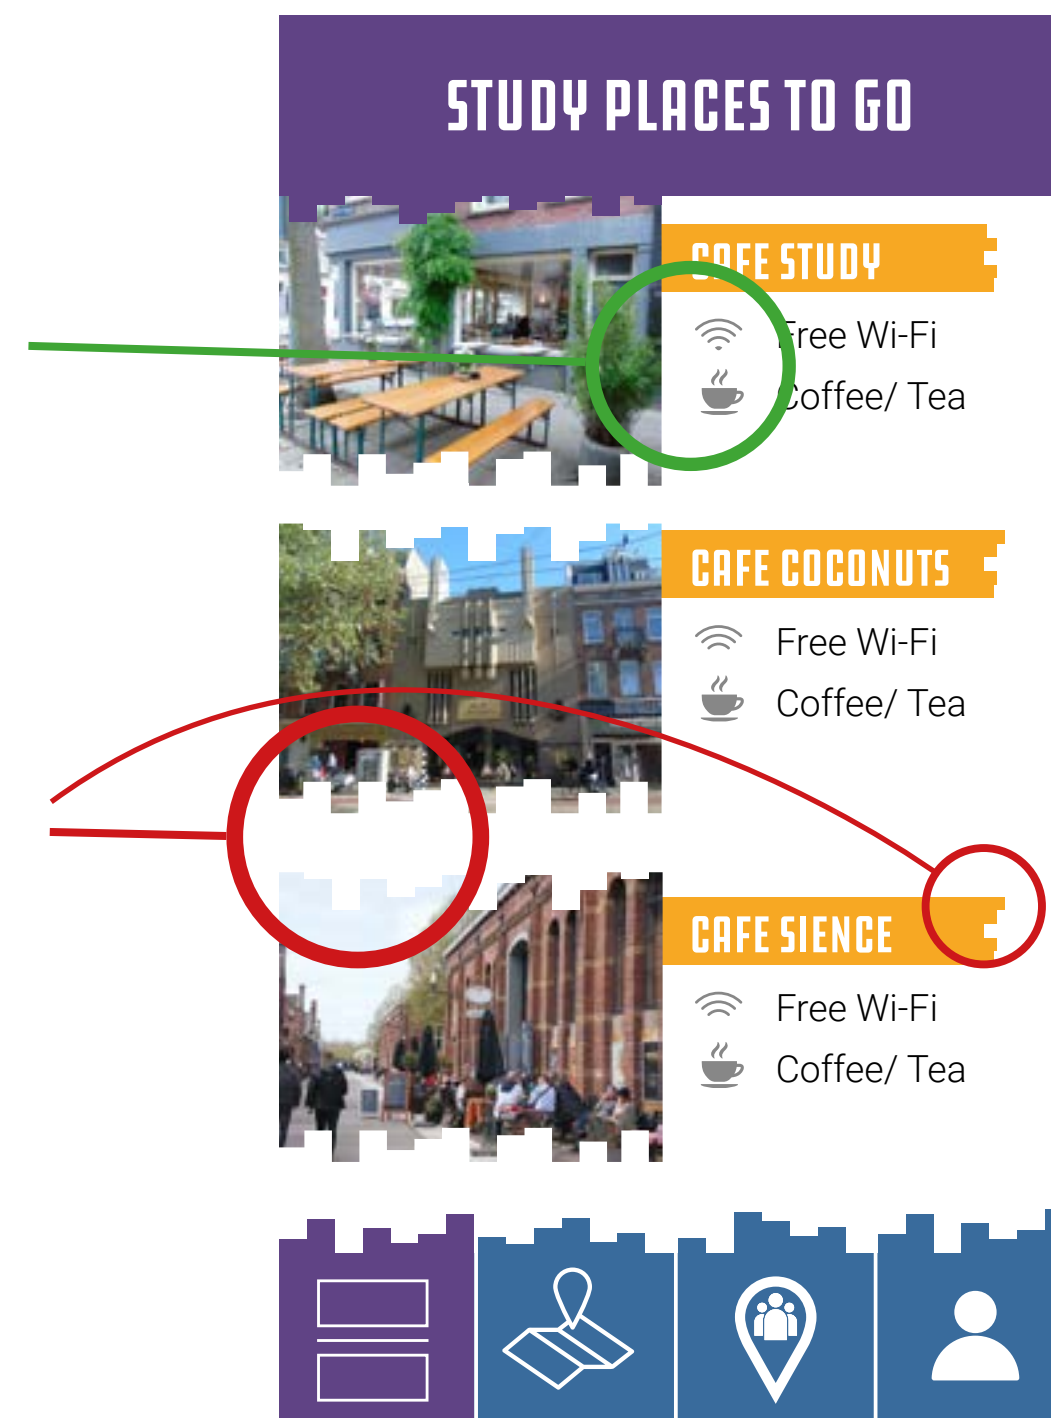 STUDY PLACES TO GO
CAFE STUDY
Free Wi-Fi
Coffee/ Tea
CAFE COCONUTS
Free Wi-Fi
Coffee/ Tea
CAFE SIENCE
Free Wi-Fi
Coffee/ Tea